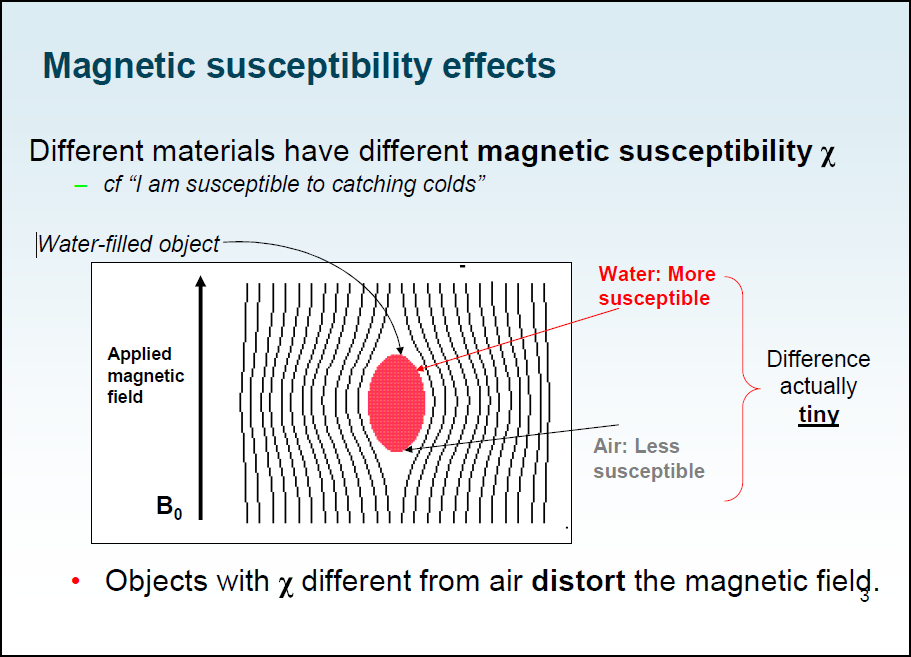 Magnetic susceptibility effects
Different materials have different magnetic susceptibility χ
– cf “I am susceptible to catching colds”
Water-filled object
Water: More
susceptible
Applied
magnetic
field
Difference
actually
tiny
Air: Less
susceptible
B0
• Objects with χ different from air distort the magnetic field.
3